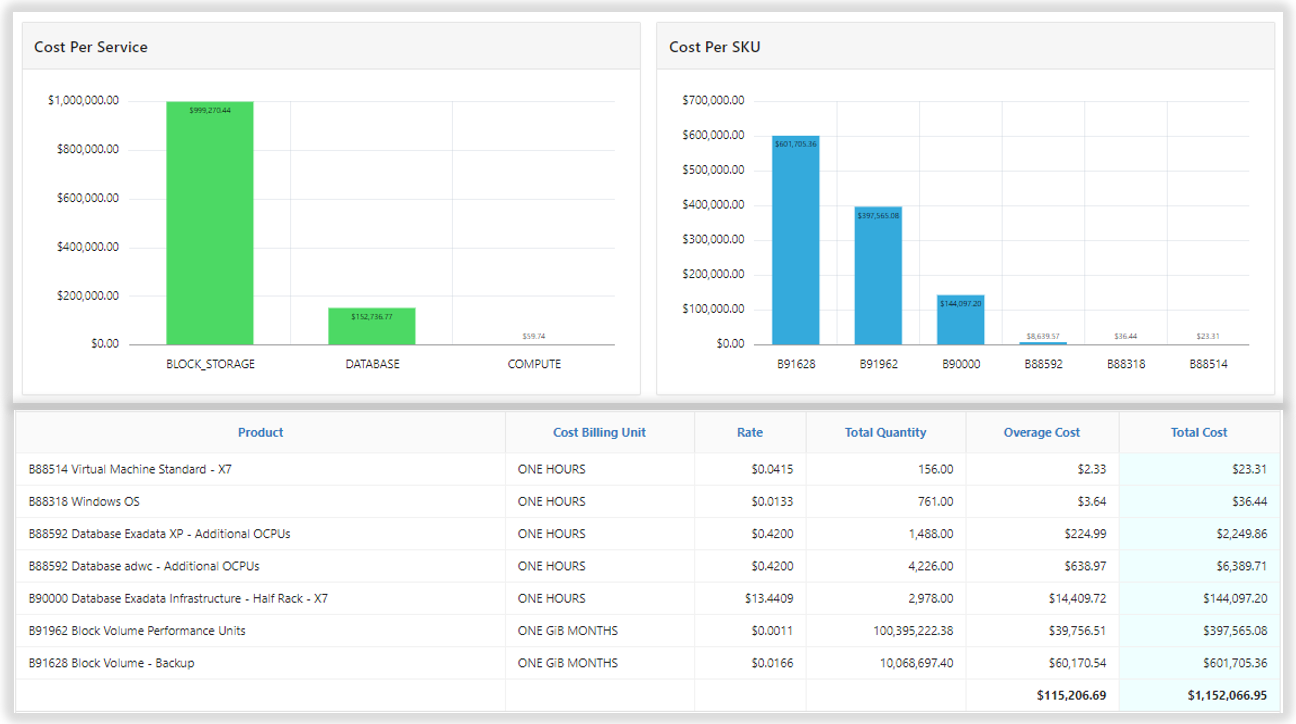 Cost Per Service
$1,000,000.00
$800,000.00
$600,000.00
$400,000.00
$200,000.00
$0.00
$999,270.44
$152,736.77
$59.74
BLOCK_STORAGE DATABASE COMPUTE
Cost Per SKU
$700,000.00
$600,000.00
$500,000.00
$400,000.00
$300,000.00
$200,000.00
$100,000.00
$0.00
$601,705.36
$397,565.08
$144,097.20
$8,639.57
$36.44
$23.31
B91628 B91962 B90000 B88592 B88318 B88514
Product Cost Billing Unit Rate Total Quantity Overage Cost Total Cost
B88514 Virtual Machine Standard - X7 ONE HOURS $0.0415 156.00 $2.33 $23.31
B88318 Windows OS ONE HOURS $0.0133 761.00 $3.64 $36.44
B88592 Database Exadata XP - Additional OCPUs ONE HOURS $0.4200 1,488.00 $224.99 $2,249.86
B88592 Database adwc - Additional OCPUs ONE HOURS $0.4200 4,226.00 $638.97 $6,389.71
B90000 Database Exadata Infrastructure - Half Rack - X7 ONE HOURS $13.4409 2,978.00 $14,409.72 $144,097.20
B91962 Block Volume Performance Units ONE GiB MONTHS $0.0011 100,395,222.38 $39,756.51 $397,565.08
B91628 Block Volume - Backup ONE GiB MONTHS $0.0166 10,068,697.40 $60,170.54 $601,705.36
$115,206.69 $1,152,066.95